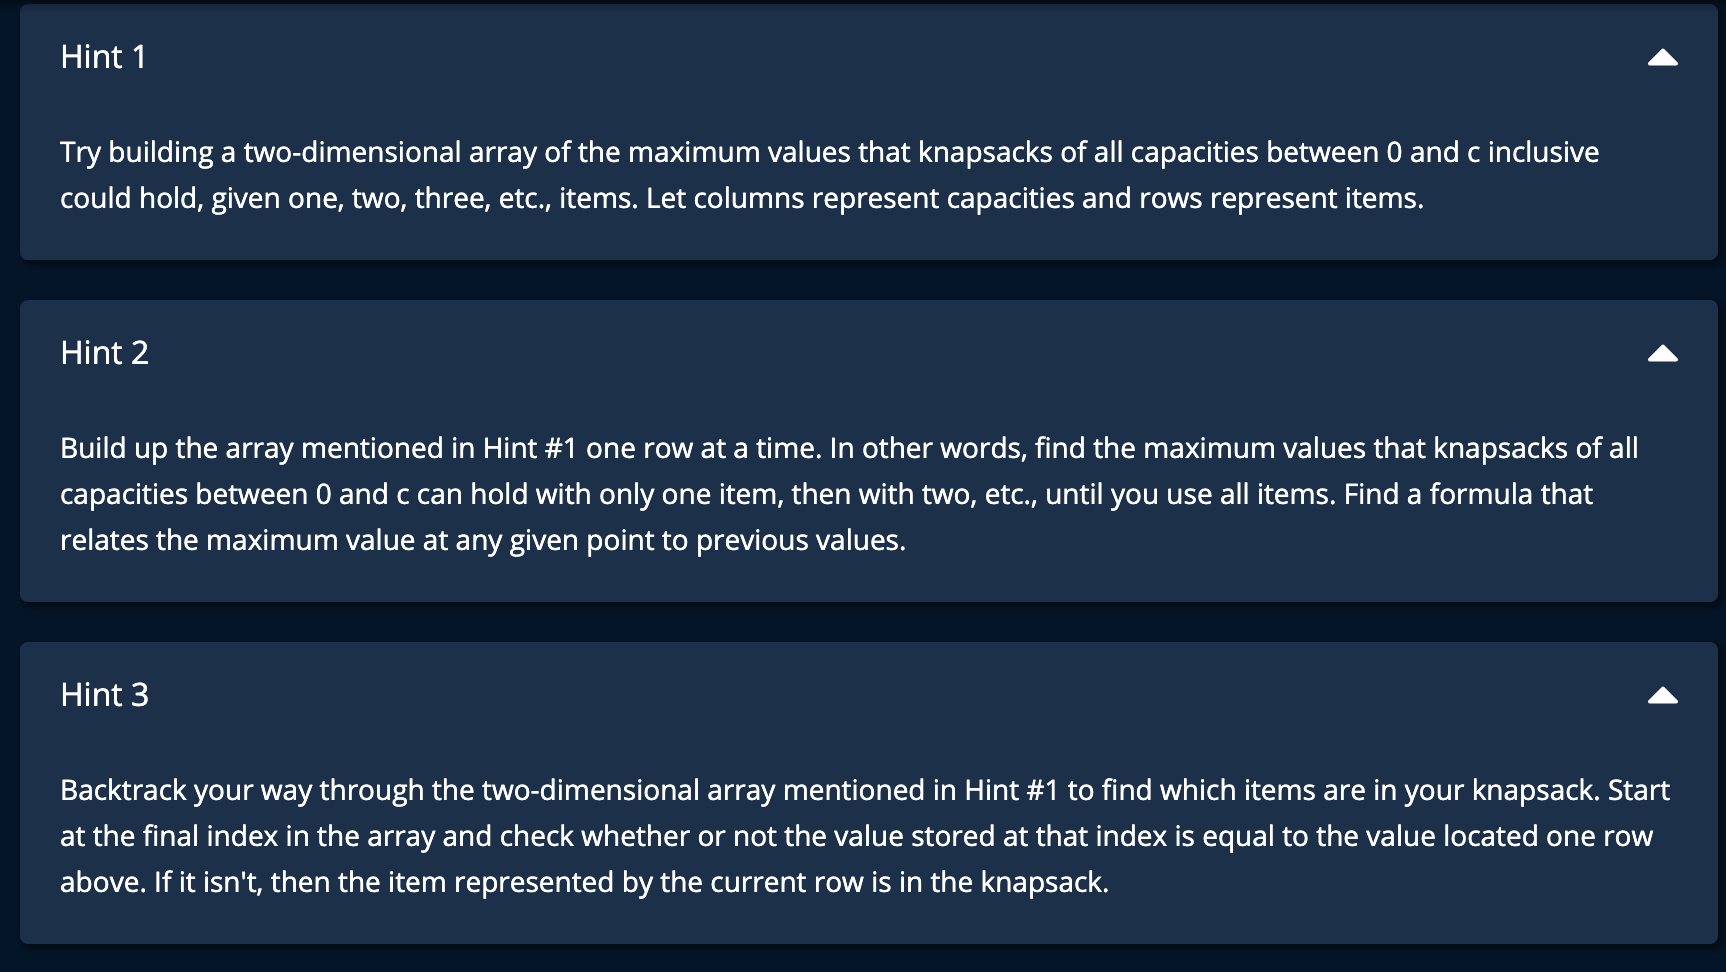 Hint 1
Try building a two-dimensional array of the maximum values that knapsacks of all capacities between 0 and c inclusive
could hold, given one, two, three, etc., items. Let columns represent capacities and rows represent items.
Hint 2
Build up the array mentioned in Hint #1 one row at a time. In other words, find the maximum values that knapsacks of all
capacities between 0 and c can hold with only one item, then with two, etc., until you use all items. Find a formula that
relates the maximum value at any given point to previous values.
Hint 3
Backtrack your way through the two-dimensional array mentioned in Hint #1 to find which items are in your knapsack. Start
at the final index in the array and check whether or not the value stored at that index is equal to the value located one row
above. If it isn't, then the item represented by the current row is in the knapsack.